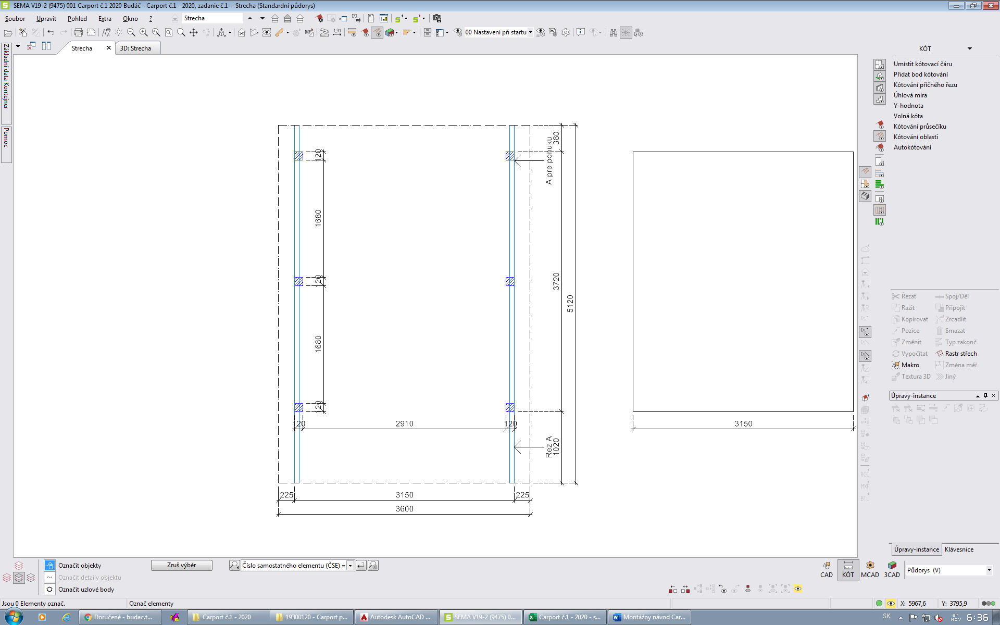 SEMA V19-2 (9475) 001 Carport č.1 2020 Budáč - Carport č.1 - 2020, zadanie č.1 - Strecha (Standardní půdorys)
Soubor Upravit Pohled Extra Okno ? Strecha
00 Nastavení při startu
Strecha 3D: Strecha
Základní data Kontejner
Pomoc
KÓT
Umístit kótovací čáru
Přidat bod kótování
Kótování příčného řezu
Úhlová míra
Y-hodnota
Volná kóta
Kótování průsečíku
Kótování oblasti
Autokótování
120
1680
120
1680
120
120 2910 120
225 3150 225
3600
380
A pre ponuku
3720
5120
Rez A
1020
3150
Řezat Spoj/Děl
Razit Připojit
Kopírovat Zrcadlit
Pozice Smazat
Změnit Typ zakonč
Vypočítat Rastr střech
Makro Změna měř
Textura 3D Jiný
Úpravy-instance
RCE
MXF
BTL
Úpravy-instance Klávesnice
Označit objekty Zruš výběr Číslo samostatného elementu (ČSE) =
Označit detaily objektu
Označit uzlové body
CAD KÓT MCAD 3CAD Půdorys (V)
Jsou 0 Elementy označ. Označ elementy X: 5967,6 Y: 3795,9
Doručené - budac.t... Carport č.1 - 2020 19300120 - Carport p... Autodesk AutoCAD ... SEMA V19-2 (9475) 0... Carport č.1 - 2020 - s... Montážny návod Car... SK 21 NOV 6:36